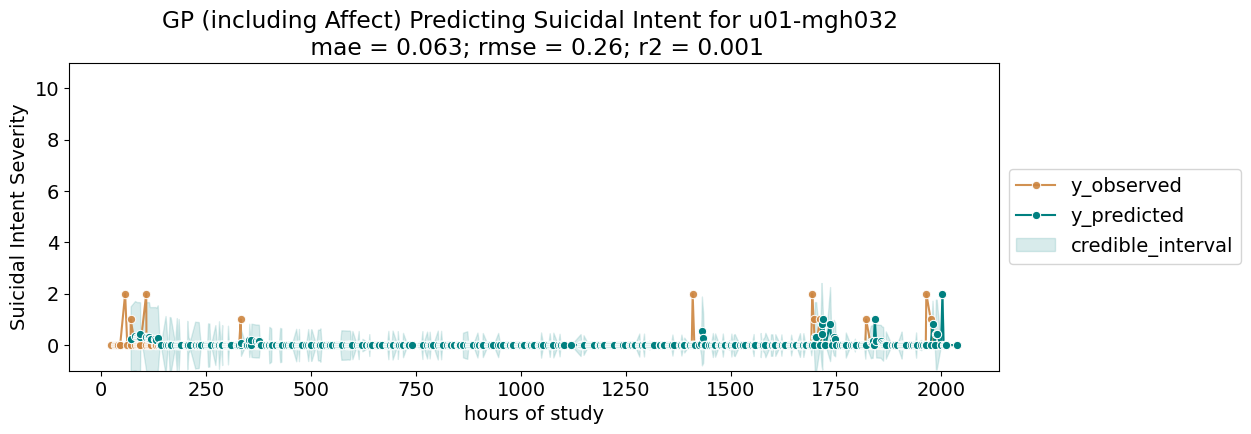 GP (including Affect) Predicting Suicidal Intent for u01-mgh032
mae = 0.063; rmse = 0.26; r2 = 0.001
Suicidal Intent Severity
10
8
6
4
2
0
0 250 500 750 1000 1250 1500 1750 2000
hours of study
y_observed
y_predicted
credible_interval